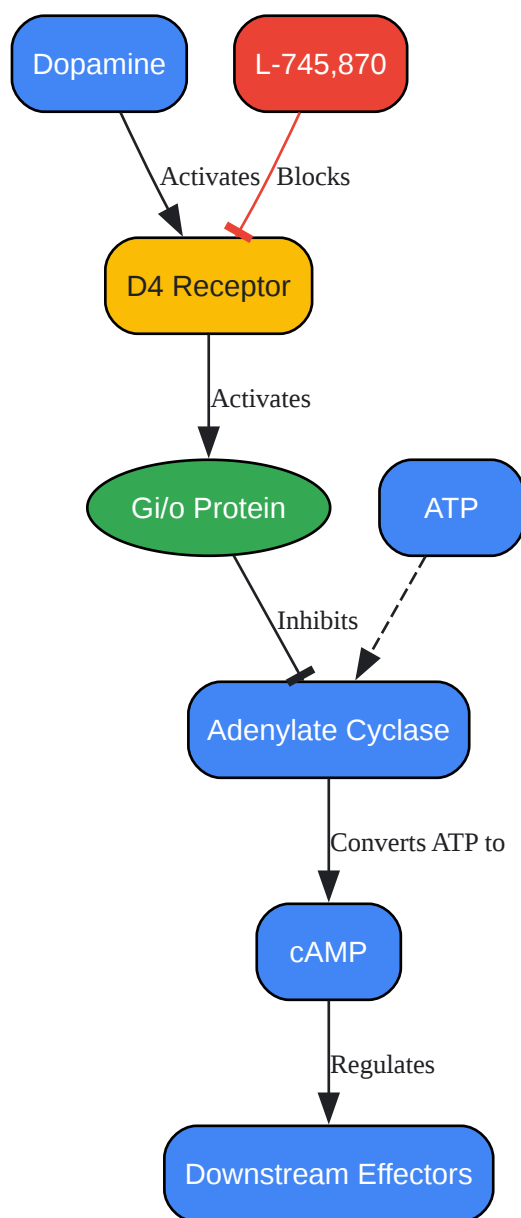 Dopamine
L-745,870
Activates
Blocks
D4 Receptor
Activates
Gi/o Protein
ATP
Inhibits
Adenylate Cyclase
Converts ATP to
cAMP
Regulates
Downstream Effectors